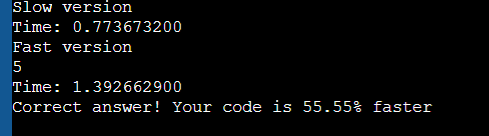 Slow version
Time: 0.773673200
Fast version
5
Time: 1.392662900
Correct answer! Your code is 55.55% faster